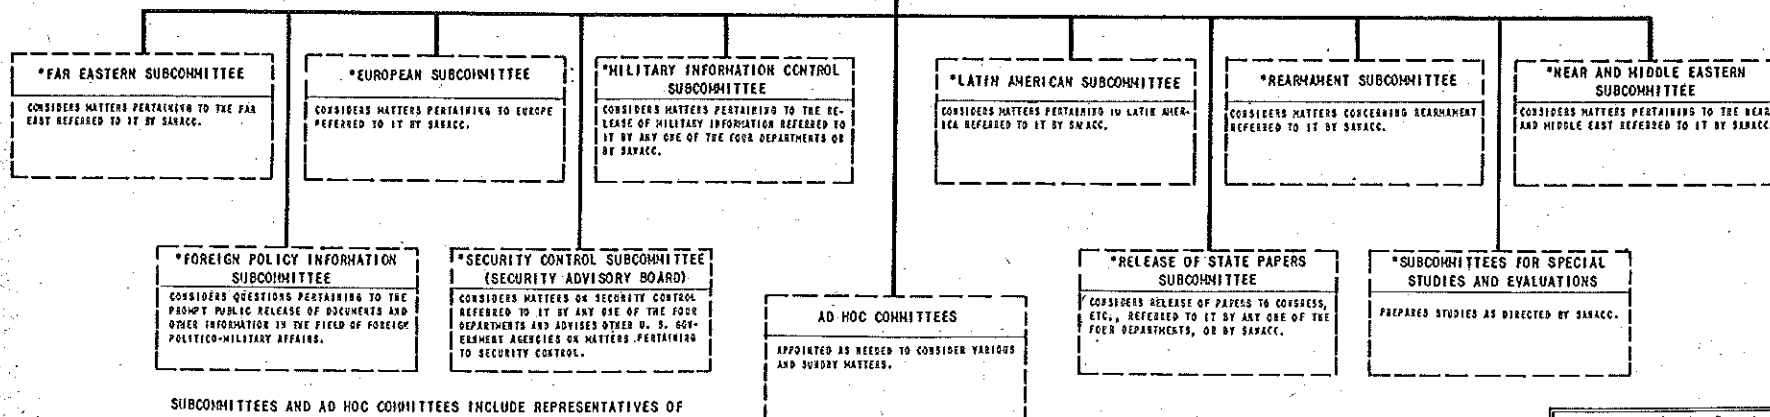 *FAR EASTERN SUBCOMMITTEE
CONSIDERS MATTERS PERTAINING TO THE FAR
EAST REFERRED TO IT BY SANACC.
*EUROPEAN SUBCOMMITTEE
CONSIDERS MATTERS PERTAINING TO EUROPE
REFERRED TO IT BY SANACC.
*MILITARY INFORMATION CONTROL
SUBCOMMITTEE
CONSIDERS MATTERS PERTAINING TO THE RE-
LEASE OF MILITARY INFORMATION REFERRED TO
IT BY ANY ONE OF THE FOUR DEPARTMENTS OR
BY SANACC.
*LATIN AMERICAN SUBCOMMITTEE
CONSIDERS MATTERS PERTAINING TO LATIN AMER-
ICA REFERRED TO IT BY SANACC.
*REARMAMENT SUBCOMMITTEE
CONSIDERS MATTERS CONCERNING REARMAMENT
REFERRED TO IT BY SANACC.
*NEAR AND MIDDLE EASTERN
SUBCOMMITTEE
CONSIDERS MATTERS PERTAINING TO THE NEAR
AND MIDDLE EAST REFERRED TO IT BY SANACC.
*FOREIGN POLICY INFORMATION
SUBCOMMITTEE
CONSIDERS QUESTIONS PERTAINING TO THE
PROMPT PUBLIC RELEASE OF DOCUMENTS AND
OTHER INFORMATION IN THE FIELD OF FOREIGN
POLITICO-MILITARY AFFAIRS.
*SECURITY CONTROL SUBCOMMITTEE
(SECURITY ADVISORY BOARD)
CONSIDERS MATTERS ON SECURITY CONTROL
REFERRED TO IT BY ANY ONE OF THE FOUR
DEPARTMENTS AND ADVISES OTHER U. S. GOV-
ERNMENT AGENCIES ON MATTERS PERTAINING
TO SECURITY CONTROL.
AD HOC COMMITTEES
APPOINTED AS NEEDED TO CONSIDER VARIOUS
AND SUNDRY MATTERS.
*RELEASE OF STATE PAPERS
SUBCOMMITTEE
CONSIDERS RELEASE OF PAPERS TO CONGRESS,
ETC., REFERRED TO IT BY ANY ONE OF THE
FOUR DEPARTMENTS, OR BY SANACC.
*SUBCOMMITTEES FOR SPECIAL
STUDIES AND EVALUATIONS
PREPARES STUDIES AS DIRECTED BY SANACC.
SUBCOMMITTEES AND AD HOC COMMITTEES INCLUDE REPRESENTATIVES OF